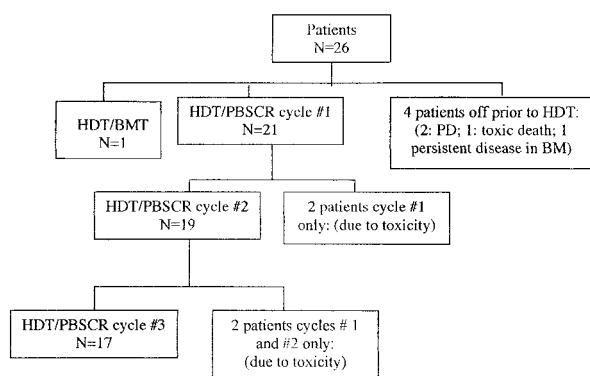 Patients
N=26
HDT/BMT
N=1
HDT/PBSCR cycle #1
N=21
4 patients off prior to HDT:
(2: PD; 1: toxic death; 1
persistent disease in BM)
HDT/PBSCR cycle #2
N=19
2 patients cycle #1
only: (due to toxicity)
HDT/PBSCR cycle #3
N=17
2 patients cycles # 1
and #2 only:
(due to toxicity)